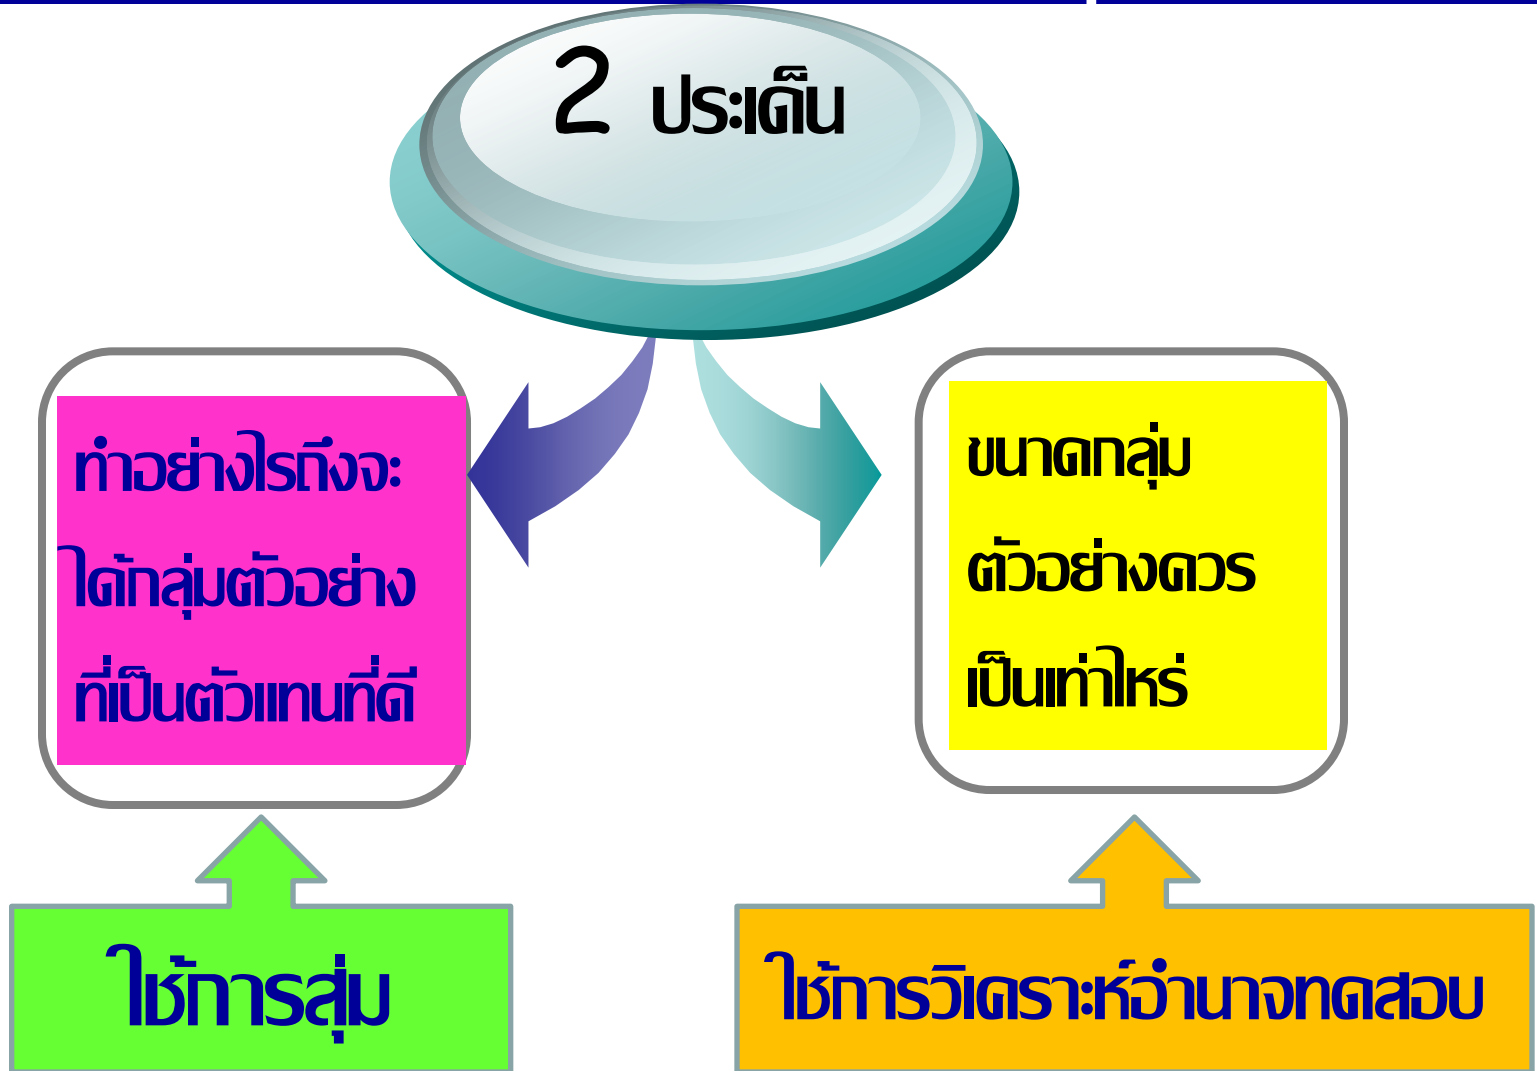 2 ประเด็น
ทำอย่างไรถึงจะ
ได้กลุ่มตัวอย่าง
ที่เป็นตัวแทนที่ดี
ขนาดกลุ่ม
ตัวอย่างควร
เป็นเท่าไหร่
ใช้การสุ่ม
ใช้การวิเคราะห์อำนาจทดสอบ